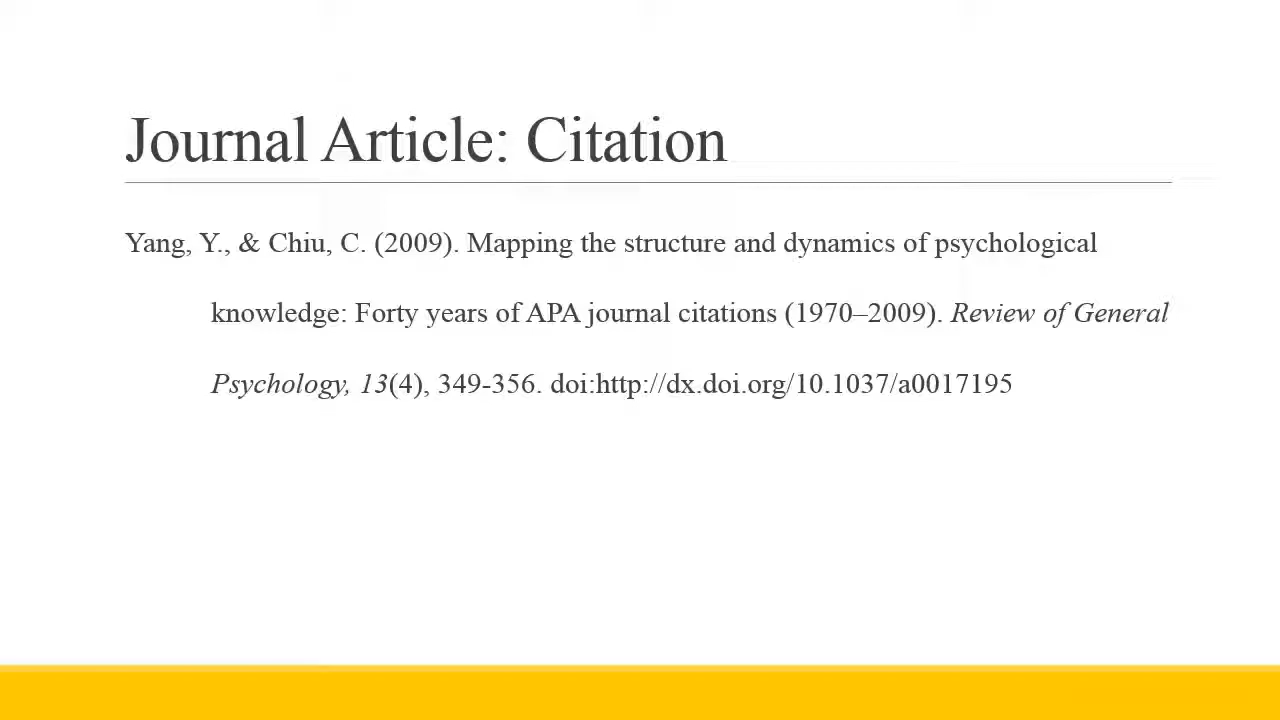 Journal Article: Citation
Yang, Y., & Chiu, C. (2009). Mapping the structure and dynamics of psychological
knowledge: Forty years of APA journal citations (1970–2009). Review of General
Psychology, 13(4), 349-356. doi:http://dx.doi.org/10.1037/a0017195